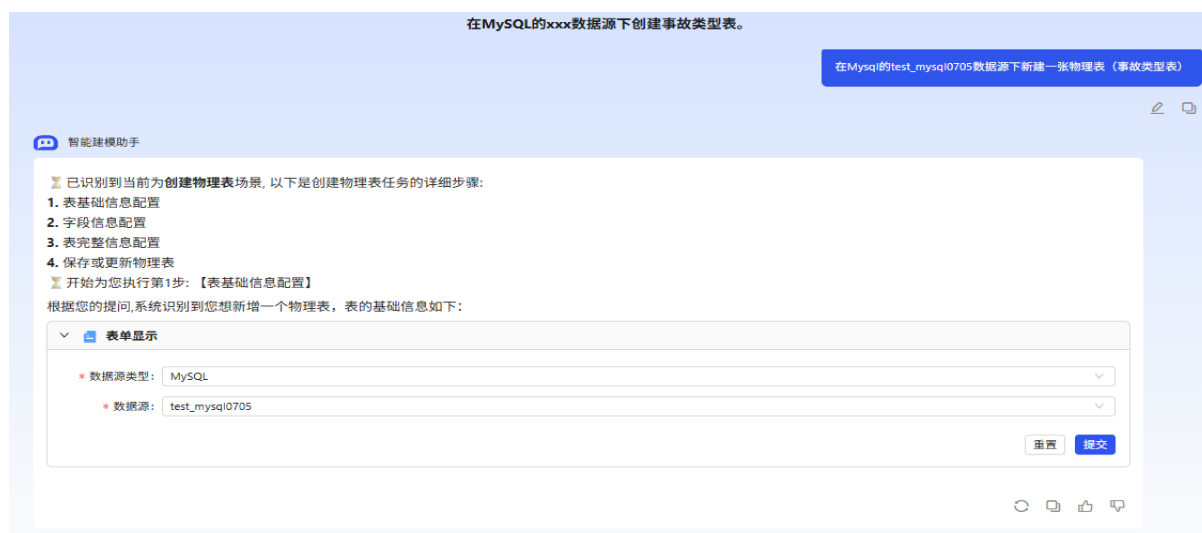 在MySQL的xxx数据源下创建事故类型表。
在Mysql的test_mysql0705数据源下新建一张物理表（事故类型表）
智能建模助手
已识别到当前为创建物理表场景, 以下是创建物理表任务的详细步骤:
1. 表基础信息配置
2. 字段信息配置
3. 表完整信息配置
4. 保存或更新物理表
开始为您执行第1步: 【表基础信息配置】
根据您的提问,系统识别到您想新增一个物理表，表的基础信息如下：
表单显示
* 数据源类型: MySQL
* 数据源: test_mysql0705
重置 提交